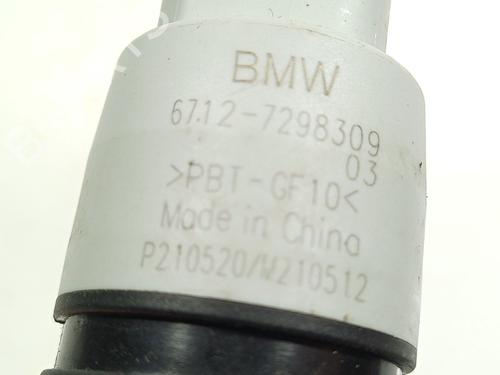 BMW
67.12-7298309
03
>PBT-GF10<
Made in China
P210520/W210512